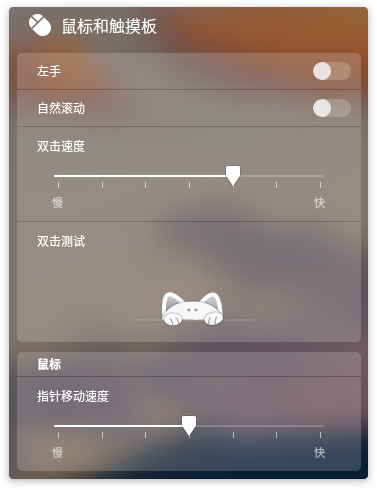 鼠标和触摸板
左手
自然滚动
双击速度
慢 快
双击测试
鼠标
指针移动速度
慢 快